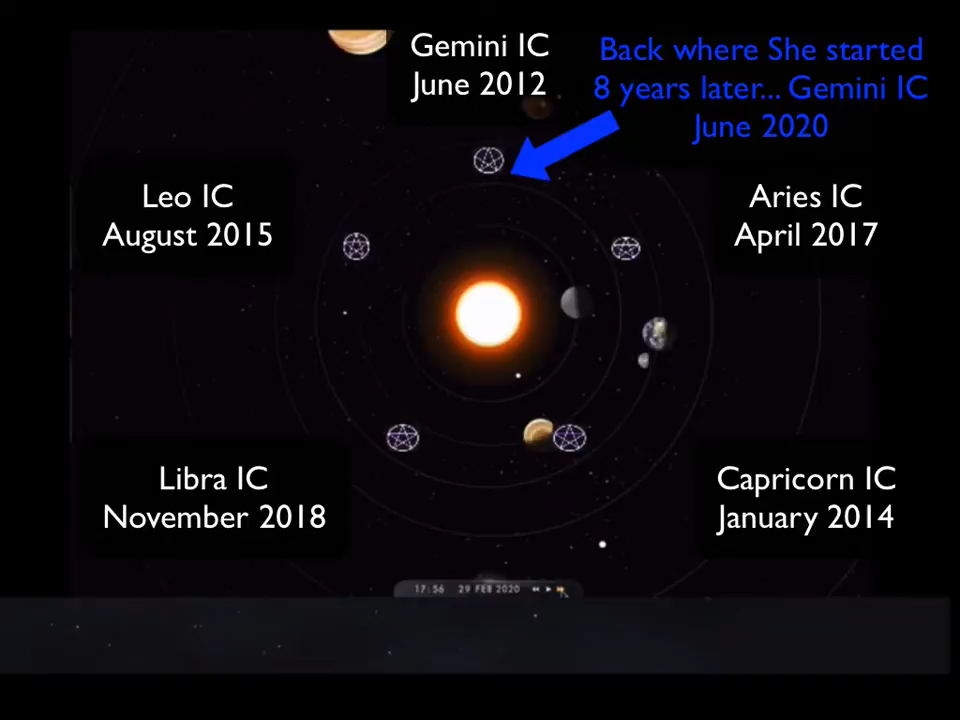 Gemini IC
June 2012
Back where She started
8 years later... Gemini IC
June 2020
Leo IC
August 2015
Aries IC
April 2017
Libra IC
November 2018
Capricorn IC
January 2014
17:56 29 FEB 2020